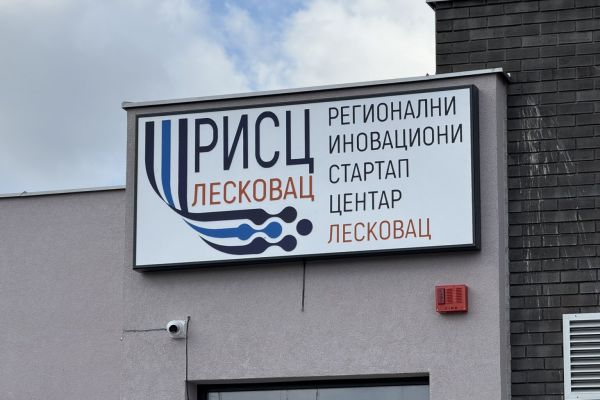 РИСЦ
ЛЕСКОВАЦ
РЕГИОНАЛНИ
ИНОВАЦИОНИ
СТАРТАП
ЦЕНТАР
ЛЕСКОВАЦ